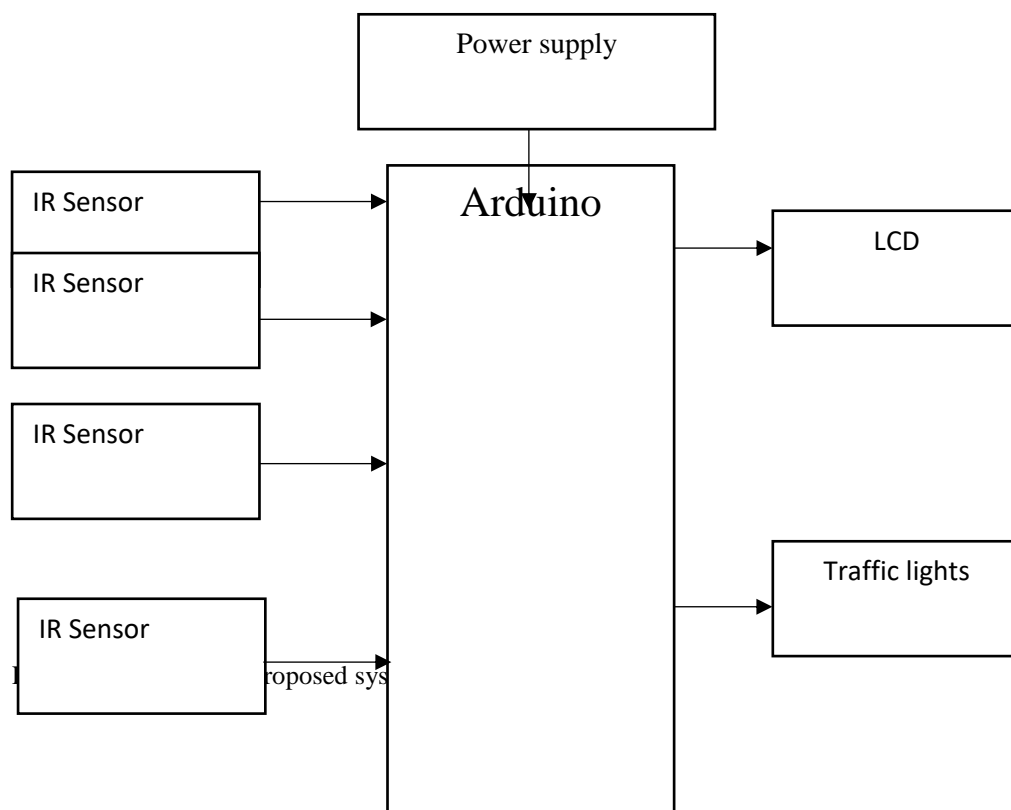 Power supply
Arduino
IR Sensor
IR Sensor
IR Sensor
IR Sensor
LCD
Traffic lights